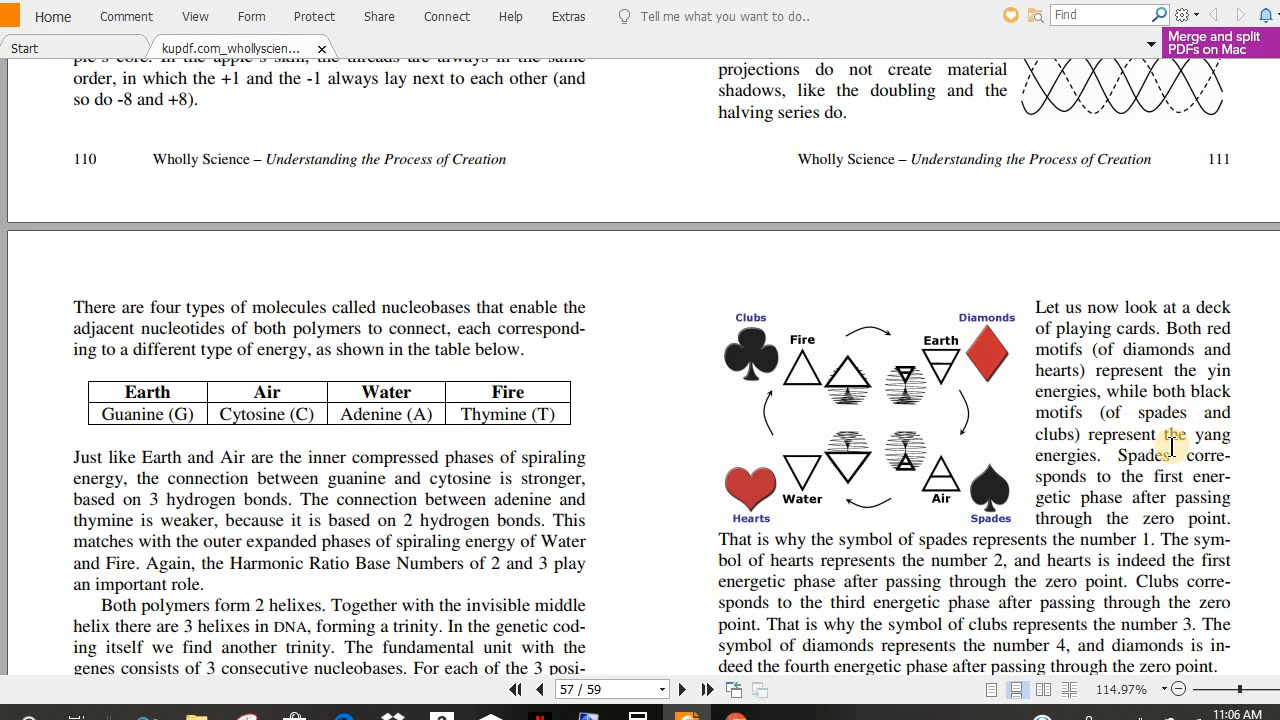 Home Comment View Form Protect Share Connect Help Extras Tell me what you want to do.. Find
Start kupdf.com_whollyscien... × Merge and split
PDFs on Mac
ple's core. In the apple's skin, the threads are always in the same
order, in which the +1 and the -1 always lay next to each other (and
so do -8 and +8).
110 Wholly Science – Understanding the Process of Creation
projections do not create material
shadows, like the doubling and the
halving series do.
Wholly Science – Understanding the Process of Creation 111
There are four types of molecules called nucleobases that enable the
adjacent nucleotides of both polymers to connect, each correspond-
ing to a different type of energy, as shown in the table below.
Earth Air Water Fire
Guanine (G) Cytosine (C) Adenine (A) Thymine (T)
Just like Earth and Air are the inner compressed phases of spiraling
energy, the connection between guanine and cytosine is stronger,
based on 3 hydrogen bonds. The connection between adenine and
thymine is weaker, because it is based on 2 hydrogen bonds. This
matches with the outer expanded phases of spiraling energy of Water
and Fire. Again, the Harmonic Ratio Base Numbers of 2 and 3 play
an important role.
Both polymers form 2 helixes. Together with the invisible middle
helix there are 3 helixes in DNA, forming a trinity. In the genetic cod-
ing itself we find another trinity. The fundamental unit with the
genes consists of 3 consecutive nucleobases. For each of the 3 posi-
Clubs Diamonds
Fire Earth
Water Air
Hearts Spades
Let us now look at a deck
of playing cards. Both red
motifs (of diamonds and
hearts) represent the yin
energies, while both black
motifs (of spades and
clubs) represent the yang
energies. Spades corre-
sponds to the first ener-
getic phase after passing
through the zero point.
That is why the symbol of spades represents the number 1. The sym-
bol of hearts represents the number 2, and hearts is indeed the first
energetic phase after passing through the zero point. Clubs corre-
sponds to the third energetic phase after passing through the zero
point. That is why the symbol of clubs represents the number 3. The
symbol of diamonds represents the number 4, and diamonds is in-
deed the fourth energetic phase after passing through the zero point.
57 / 59 114.97%
11:06 AM